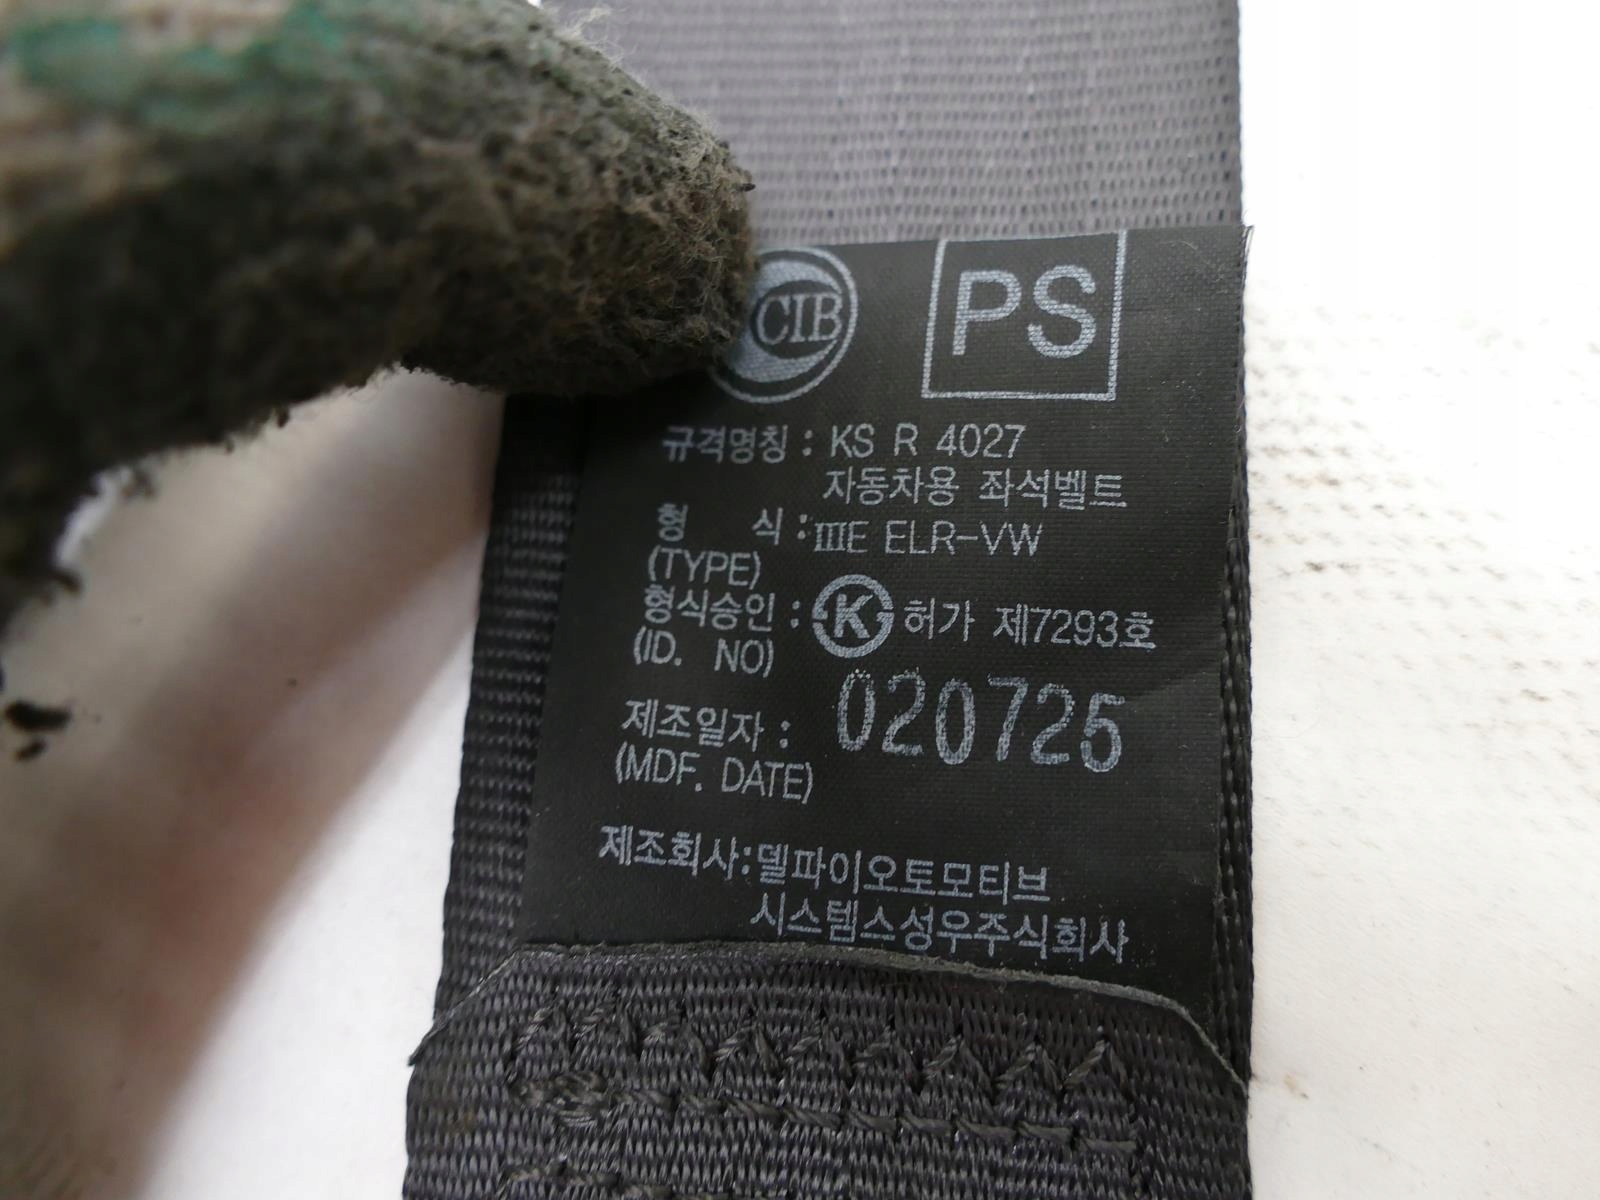 CIB PS
규격명칭 : KS R 4027
자동차용 좌석벨트
형 식 : ⅢE ELR-VW
(TYPE)
형식승인 : K 허가 제7293호
(ID. NO)
제조일자 : 020725
(MDF. DATE)
제조회사:델파이오토모티브
시스템스성우주식회사